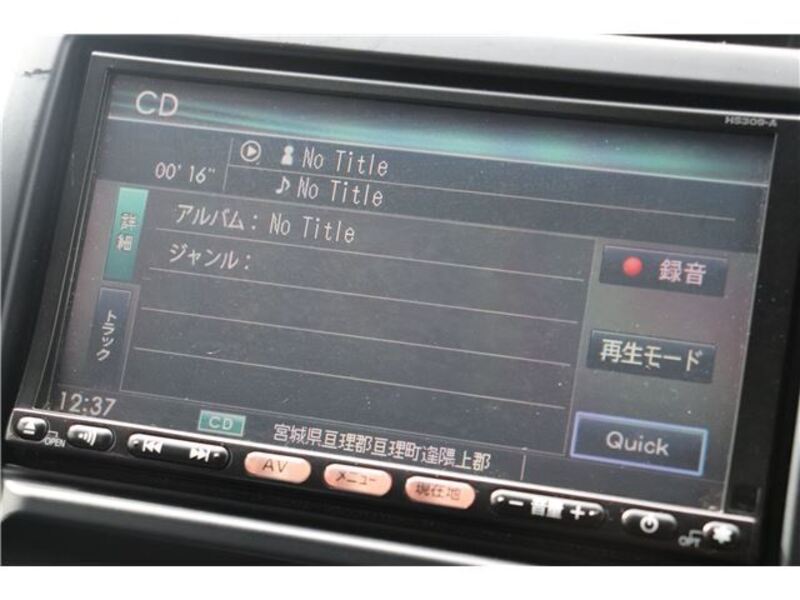 CD
HS309-A
00'16"
No Title
No Title
詳細
アルバム: No Title
ジャンル:
録音
トラック
再生モード
12:37
CD
宮城県亘理郡亘理町逢隈上郡
Quick
OPEN
AV
メニュー
現在地
− 音量 +
OPT